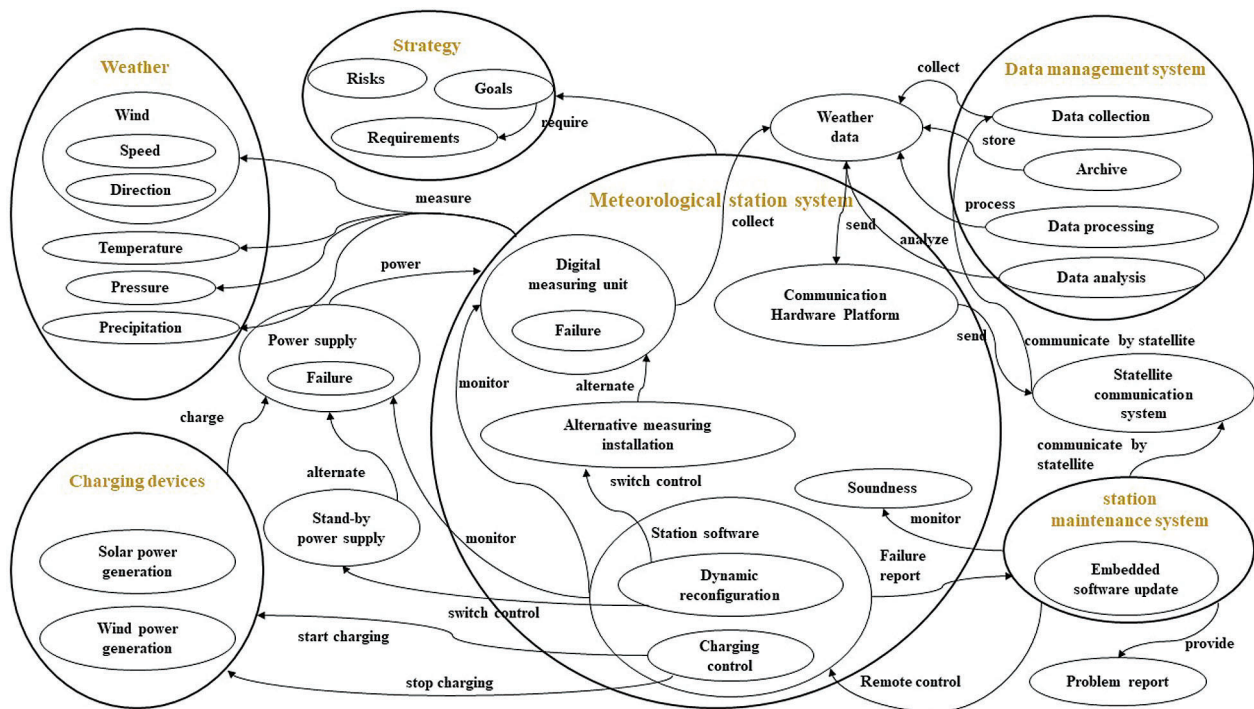 Weather
Wind
Speed
Direction
Temperature
Pressure
Precipitation
Strategy
Risks
Goals
Requirements
require
measure
power
Power supply
Failure
charge
alternate
Stand-by
power supply
Charging devices
Solar power
generation
Wind power
generation
monitor
monitor
switch control
start charging
stop charging
Meteorological station system
Digital
measuring unit
Failure
alternate
Alternative measuring
installation
switch control
Station software
Dynamic
reconfiguration
Charging
control
collect
Weather
data
send
Communication
Hardware Platform
send
collect
store
process
analyze
Data management system
Data collection
Archive
Data processing
Data analysis
communicate by statellite
Statellite
communication
system
communicate by
statellite
Soundness
monitor
station
maintenance system
Embedded
software update
Failure
report
Remote control
provide
Problem report